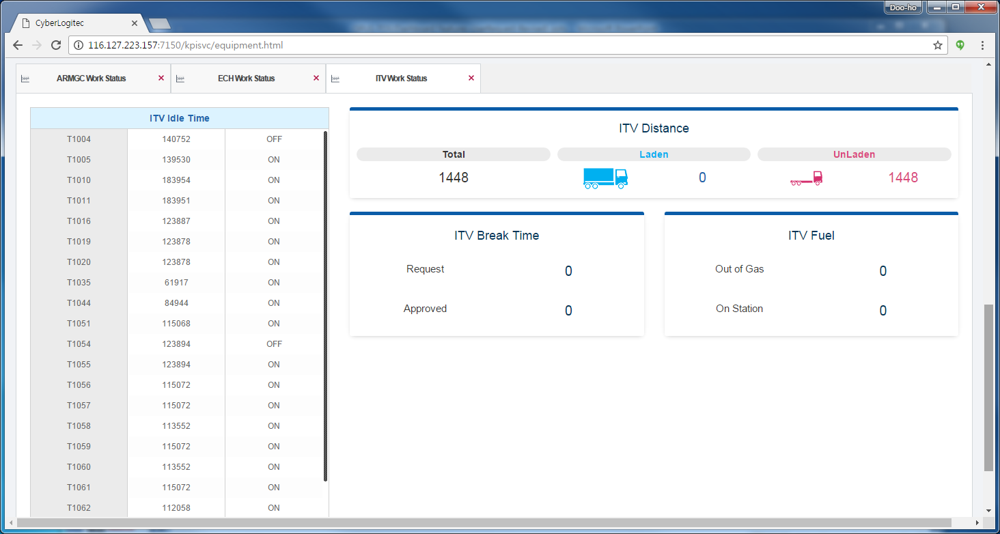 Doo-ho
CyberLogitec
116.127.223.157:7150/kpisvc/equipment.html
ARMGC Work Status
ECH Work Status
ITV Work Status
ITV Idle Time
T1004 140752 OFF
T1005 139530 ON
T1010 183954 ON
T1011 183951 ON
T1016 123887 ON
T1019 123878 ON
T1020 123878 ON
T1035 61917 ON
T1044 84944 ON
T1051 115068 ON
T1054 123894 OFF
T1055 123894 ON
T1056 115072 ON
T1057 115072 ON
T1058 113552 ON
T1059 115072 ON
T1060 113552 ON
T1061 115072 ON
T1062 112058 ON
ITV Distance
Total Laden UnLaden
1448 0 1448
ITV Break Time
Request 0
Approved 0
ITV Fuel
Out of Gas 0
On Station 0